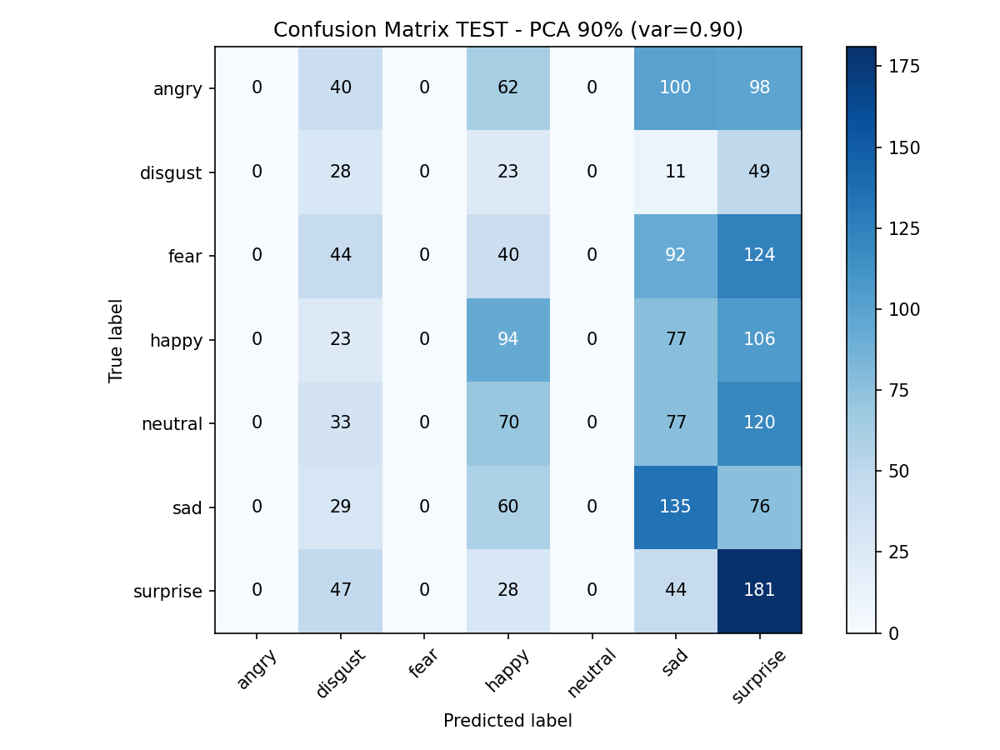 Confusion Matrix TEST - PCA 90% (var=0.90)
angry 0 40 0 62 0 100 98
disgust 0 28 0 23 0 11 49
fear 0 44 0 40 0 92 124
happy 0 23 0 94 0 77 106
neutral 0 33 0 70 0 77 120
sad 0 29 0 60 0 135 76
surprise 0 47 0 28 0 44 181
True label
angry disgust fear happy neutral sad surprise
Predicted label
175
150
125
100
75
50
25
0